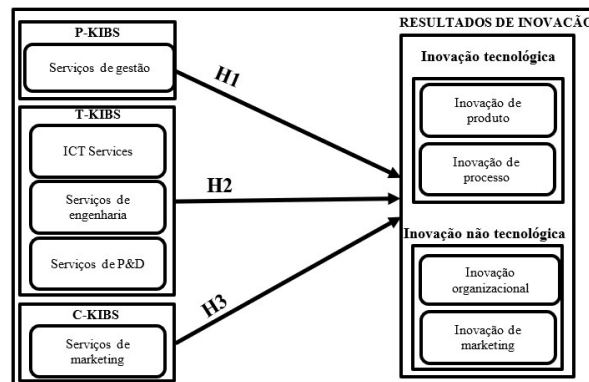 P-KIBS
Serviços de gestão
T-KIBS
ICT Services
Serviços de
engenharia
Serviços de P&D
C-KIBS
Serviços de
marketing
H1
H2
H3
RESULTADOS DE INOVACÃO
Inovação tecnológica
Inovação de
produto
Inovação de
processo
Inovação não tecnológica
Inovação
organizacional
Inovação de
marketing